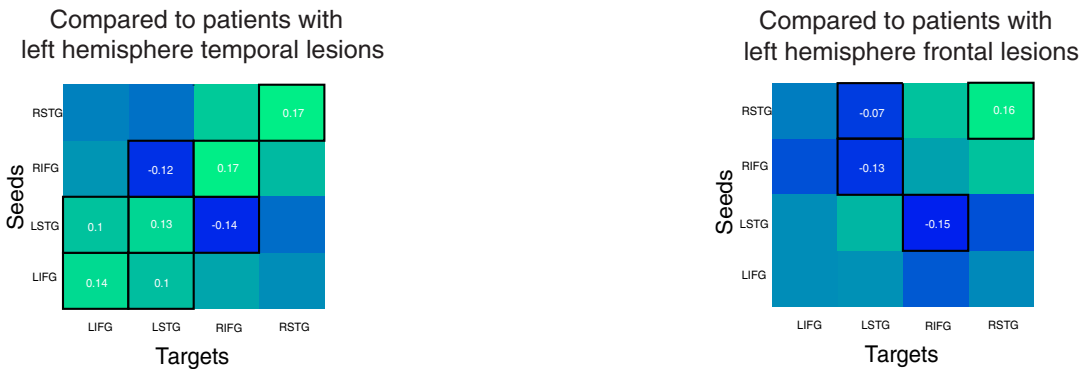 Compared to patients with
left hemisphere temporal lesions
RSTG
0.17
RIFG
-0.12
0.17
Seeds
LSTG
0.1
0.13
-0.14
LIFG
0.14
0.1
LIFG
LSTG
RIFG
RSTG
Targets
Compared to patients with
left hemisphere frontal lesions
RSTG
-0.07
0.16
RIFG
-0.13
Seeds
LSTG
-0.15
LIFG
LIFG
LSTG
RIFG
RSTG
Targets